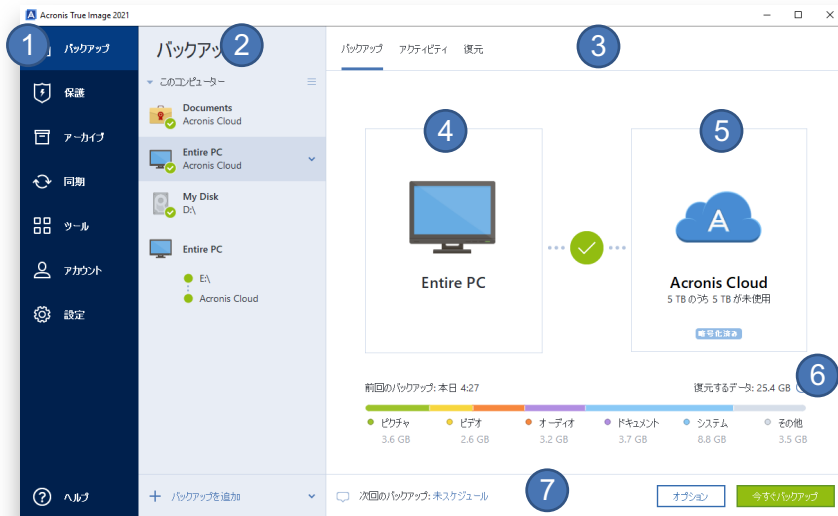 Acronis True Image 2021
1
バックアップ
保護
アーカイブ
同期
ツール
アカウント
設定
ヘルプ
バックアップ
2
このコンピューター
Documents
Acronis Cloud
Entire PC
Acronis Cloud
My Disk
D:\
Entire PC
E:\
Acronis Cloud
バックアップを追加
バックアップ アクティビティ 復元
3
4
Entire PC
5
Acronis Cloud
5 TB のうち 5 TB が未使用
暗号化済み
前回のバックアップ: 本日 4:27
復元するデータ: 25.4 GB
6
ピクチャ ビデオ オーディオ ドキュメント システム その他
3.6 GB 2.6 GB 3.2 GB 3.7 GB 8.8 GB 3.5 GB
次回のバックアップ: 未スケジュール
7
オプション
今すぐバックアップ